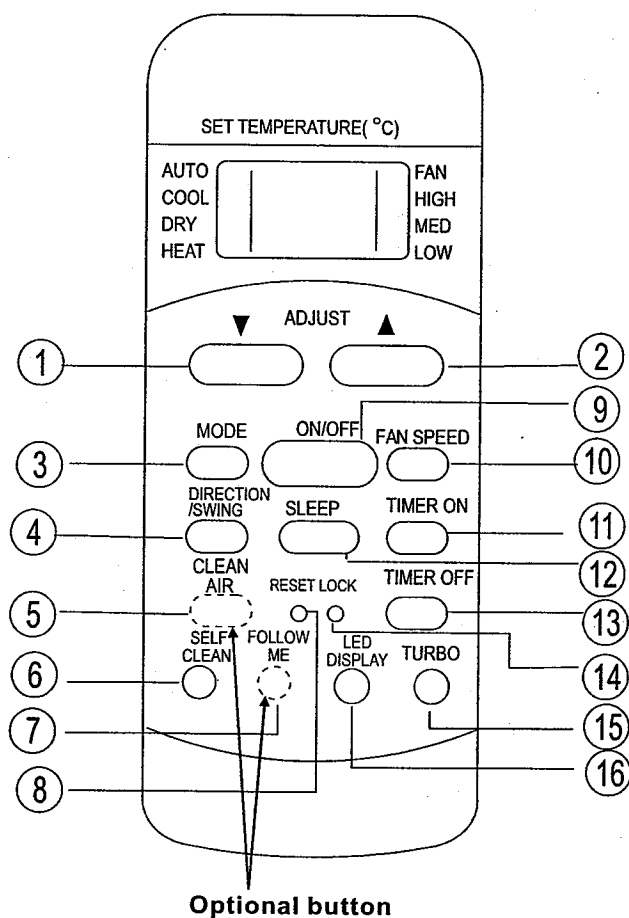 SET TEMPERATURE(°C)
AUTO
COOL
DRY
HEAT
FAN
HIGH
MED
LOW
▼ ADJUST ▲
1
2
ON/OFF
9
MODE
FAN SPEED
3
10
DIRECTION
/SWING
SLEEP
TIMER ON
4
11
12
CLEAN
AIR
RESET LOCK
TIMER OFF
5
13
SELF
CLEAN
FOLLOW
ME
LED
DISPLAY
TURBO
6
14
7
15
8
16
Optional button